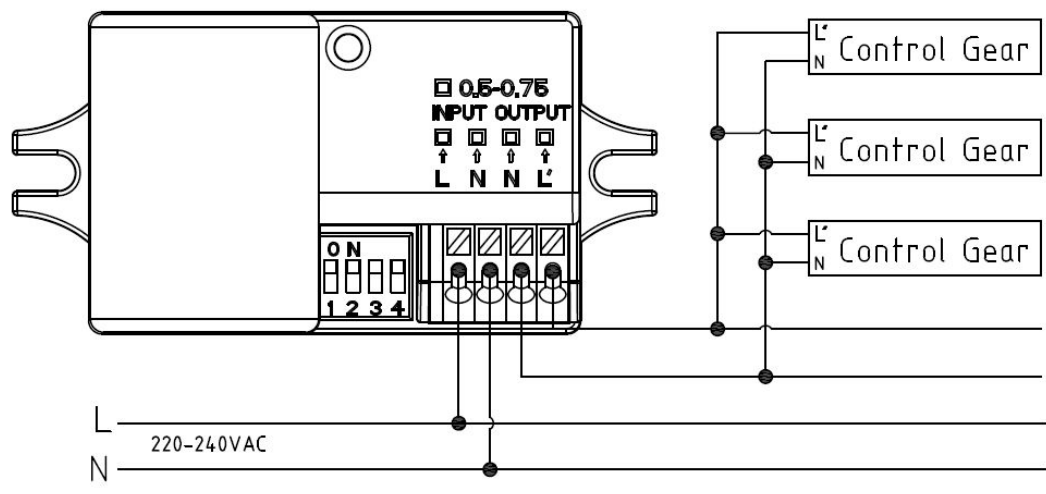 L' Control Gear
N
0.5-0.75
INPUT OUTPUT
L N N L'
L' Control Gear
N
L' Control Gear
N
ON
1 2 3 4
L
220-240VAC
N